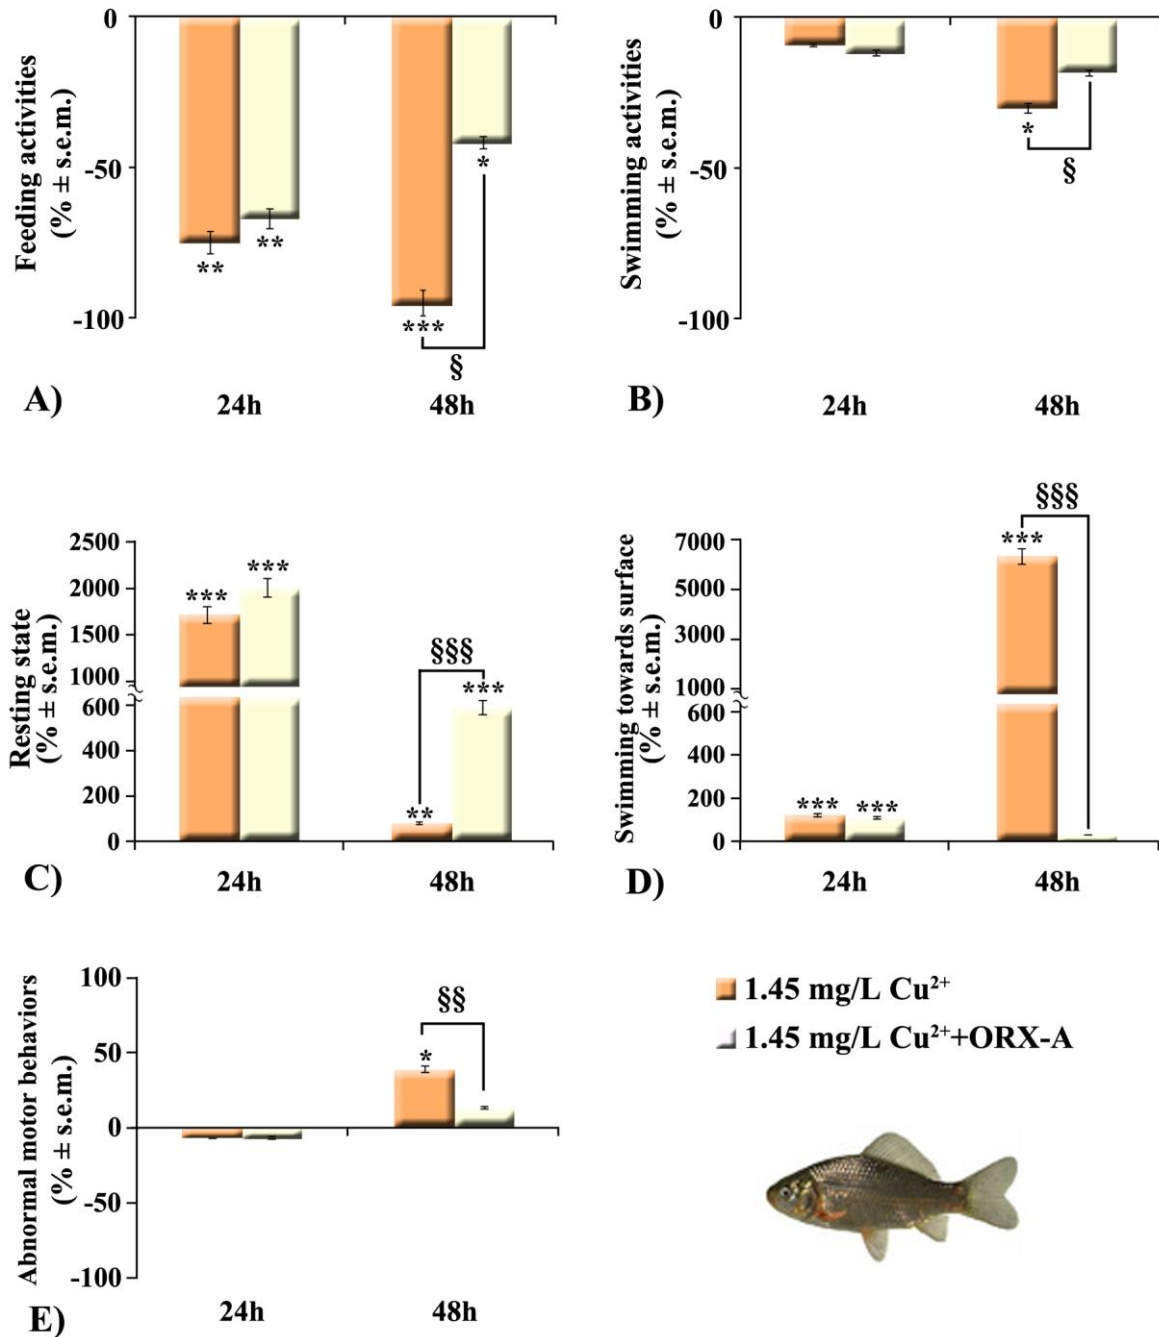 0
-50
-100
Feeding activities
(% ± s.e.m.)
**
**
***
*
§
A)
24h
48h
0
-50
-100
Swimming activities
(% ± s.e.m.)
*
§
B)
24h
48h
2500
2000
1500
1000
600
400
200
0
Resting state
(% ± s.e.m.)
***
***
**
§§§
***
C)
24h
48h
7000
5000
3000
1000
600
400
200
0
Swimming towards surface
(% ± s.e.m.)
***
***
***
§§§
D)
24h
48h
100
50
0
-50
-100
Abnormal motor behaviors
(% ± s.e.m.)
*
§§
E)
24h
48h
1.45 mg/L Cu²⁺
1.45 mg/L Cu²⁺+ORX-A